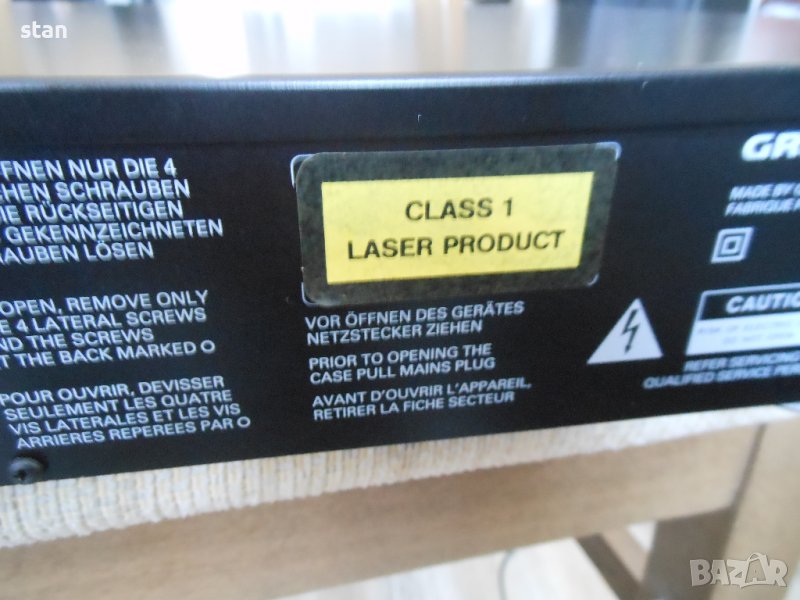 stan
FFNEN NUR DIE 4
CHEN SCHRAUBEN
IE RÜCKSEITIGEN
GEKENNZEICHNETEN
RAUBEN LÖSEN
OPEN, REMOVE ONLY
E 4 LATERAL SCREWS
ND THE SCREWS
T THE BACK MARKED O
POUR OUVRIR, DEVISSER
SEULEMENT LES QUATRE
VIS LATERALES ET LES VIS
ARRIERES REPEREES PAR O
CLASS 1
LASER PRODUCT
VOR ÖFFNEN DES GERÄTES
NETZSTECKER ZIEHEN
PRIOR TO OPENING THE
CASE PULL MAINS PLUG
AVANT D'OUVRIR L'APPAREIL,
RETIRER LA FICHE SECTEUR
GR
MADE BY
FABRIQUE
CAUTIO
REFER SERVICING
QUALIFIED SERVICE PER
BAZAR